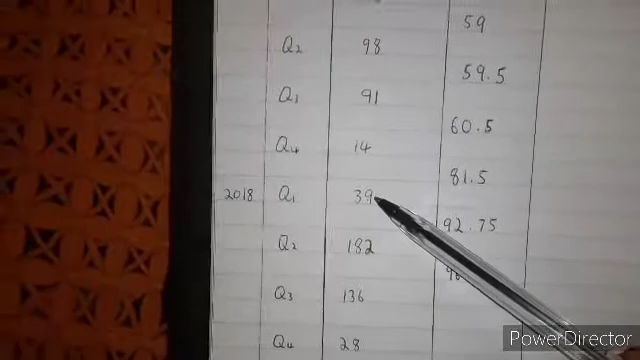 59
Q2 98
59.5
Q3 91
60.5
Q4 14
81.5
2018 Q1 39
92.75
Q2 182
Q3 136
Q4 28
PowerDirector